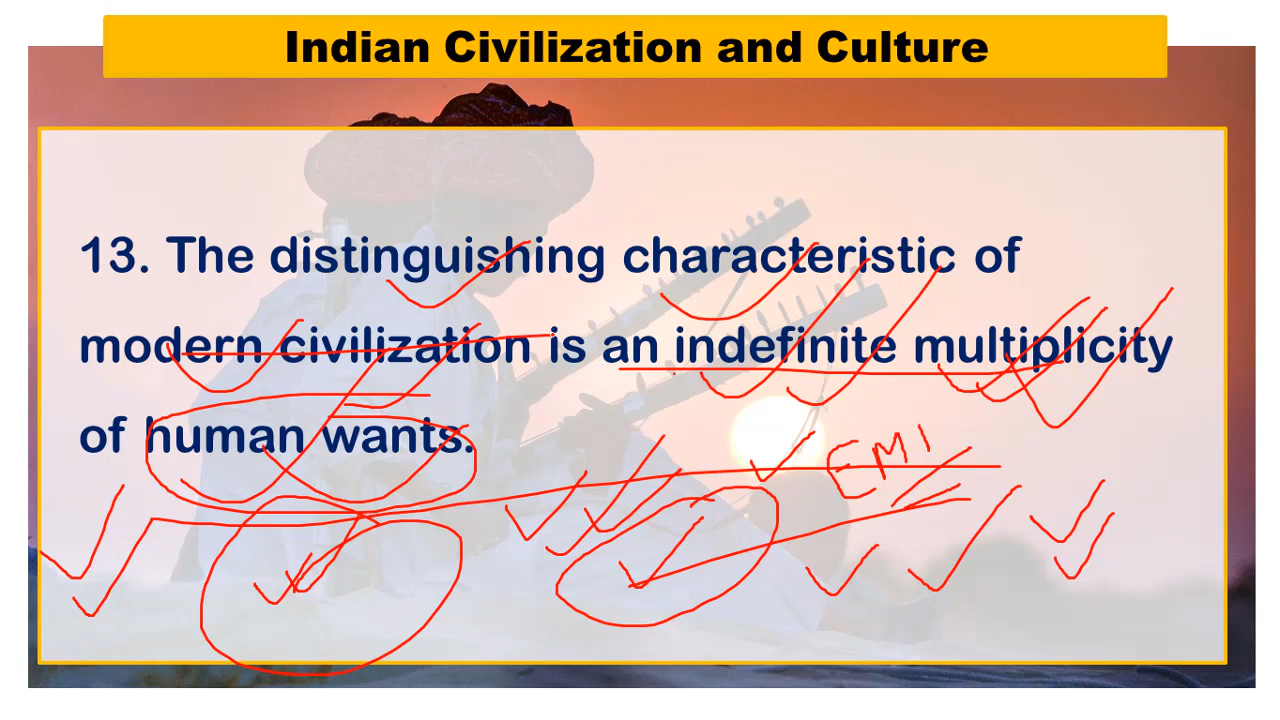 Indian Civilization and Culture
13. The distinguishing characteristic of
modern civilization is an indefinite multiplicity
of human wants.
EMI